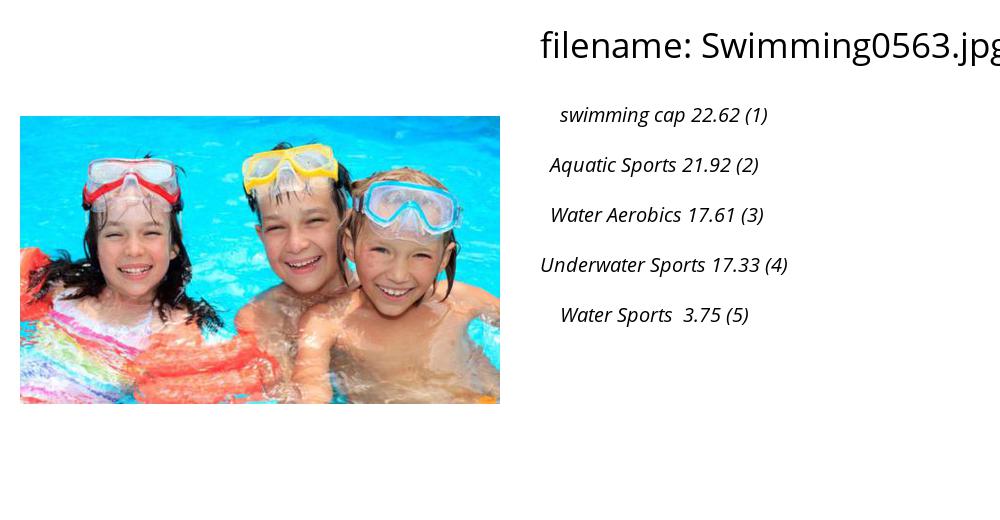 filename: Swimming0563.jpg
swimming cap 22.62 (1)
Aquatic Sports 21.92 (2)
Water Aerobics 17.61 (3)
Underwater Sports 17.33 (4)
Water Sports  3.75 (5)